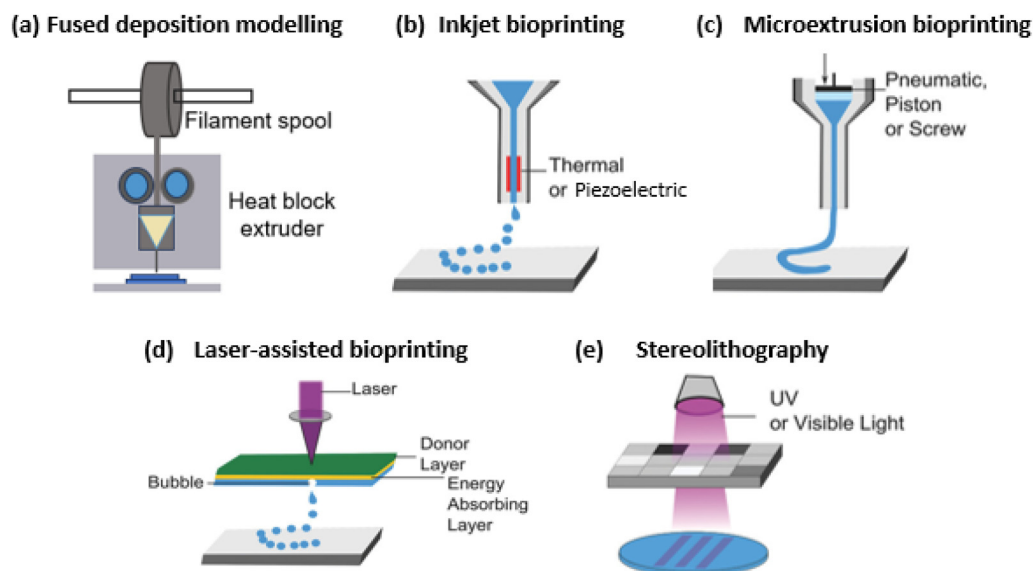 (a) Fused deposition modelling
(b) Inkjet bioprinting
(c) Microextrusion bioprinting
Filament spool
Heat block
extruder
Thermal
or Piezoelectric
Pneumatic,
Piston
or Screw
(d) Laser-assisted bioprinting
(e) Stereolithography
Laser
Donor
Layer
Bubble
Energy
Absorbing
Layer
UV
or Visible Light